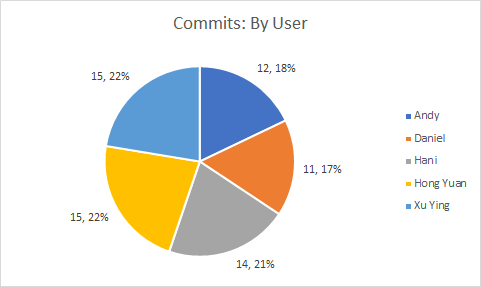 Commits: By User
15, 22%
12, 18%
11, 17%
15, 22%
14, 21%
Andy
Daniel
Hani
Hong Yuan
Xu Ying